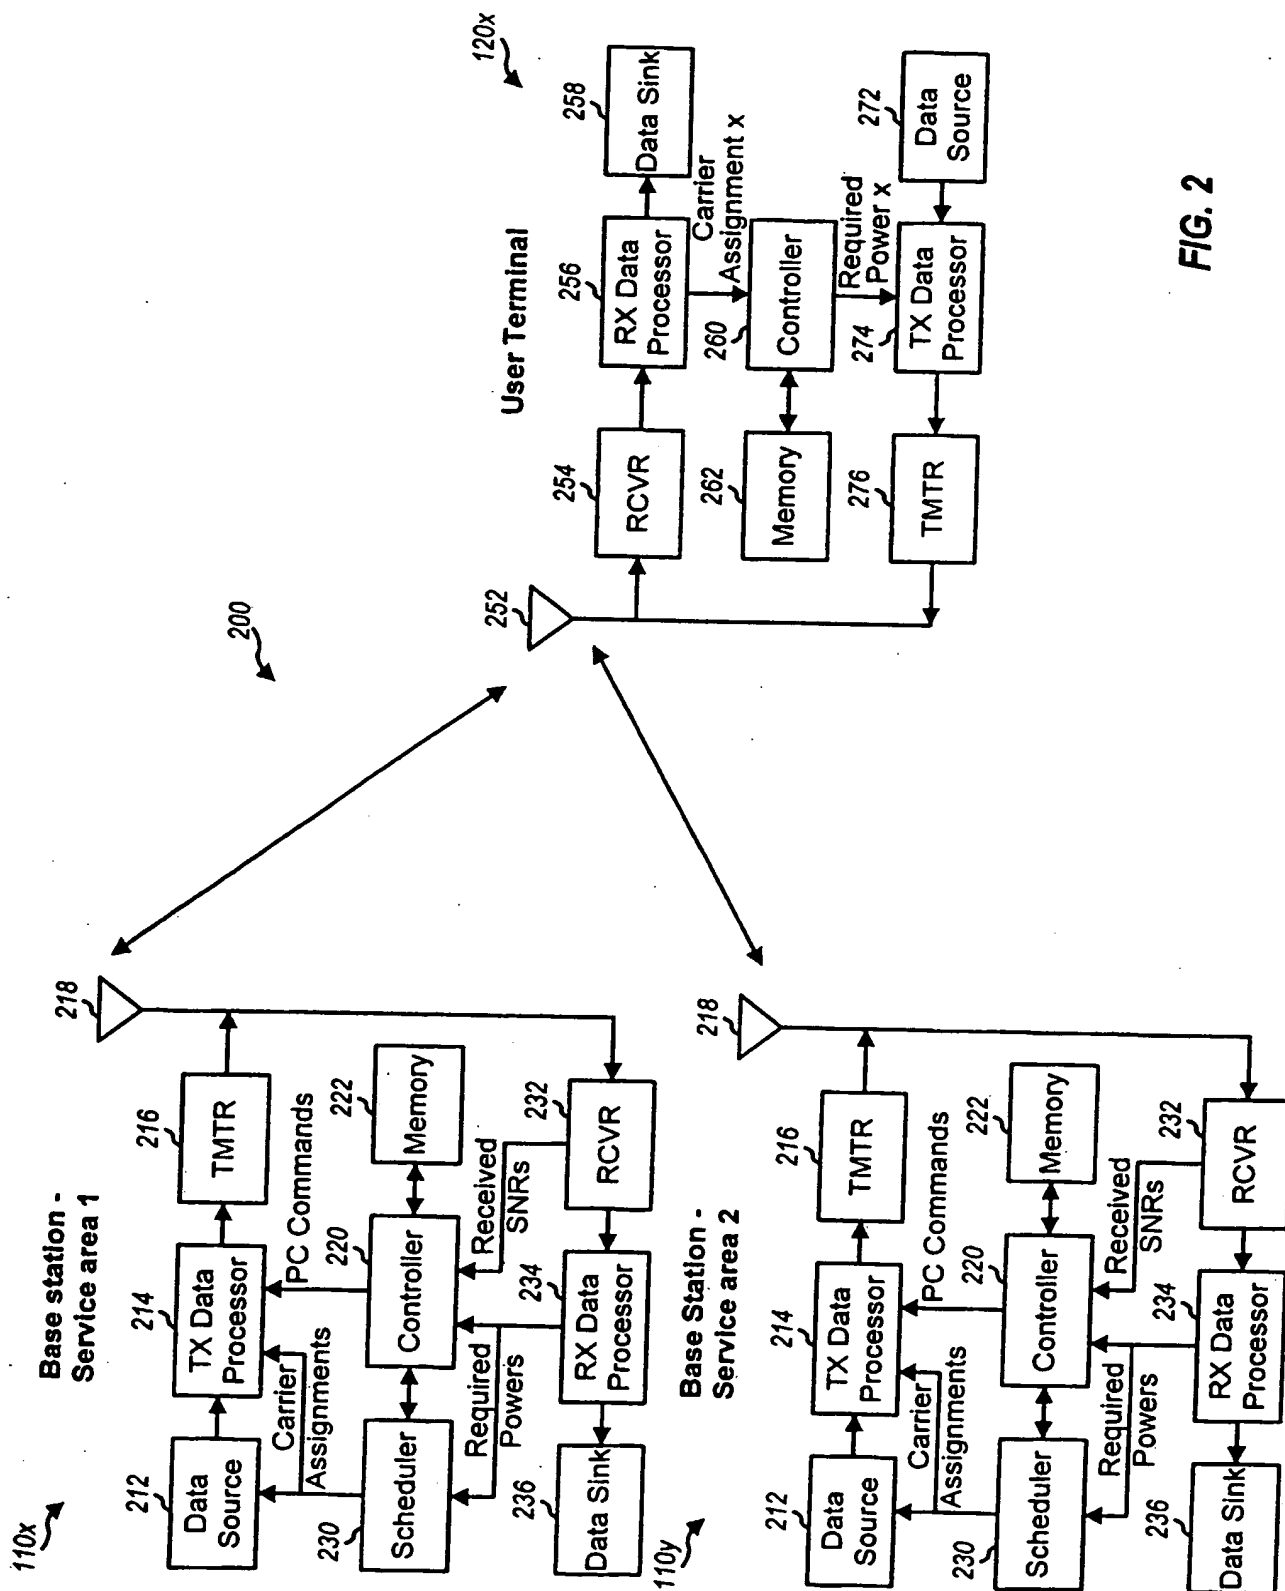 200
110x
Base station -
Service area 1
212
Data
Source
214
TX Data
Processor
216
TMTR
218
Carrier
Assignments
PC Commands
230
Scheduler
220
Controller
222
Memory
Required
Powers
Received
SNRs
236
Data Sink
234
RX Data
Processor
232
RCVR
110y
Base Station -
Service area 2
212
Data
Source
214
TX Data
Processor
216
TMTR
218
Carrier
Assignments
PC Commands
230
Scheduler
220
Controller
222
Memory
Required
Powers
Received
SNRs
236
Data Sink
234
RX Data
Processor
232
RCVR
120x
User Terminal
252
254
RCVR
256
RX Data
Processor
258
Data Sink
Carrier
Assignment x
262
Memory
260
Controller
Required
Power x
276
TMTR
274
TX Data
Processor
272
Data
Source
FIG. 2